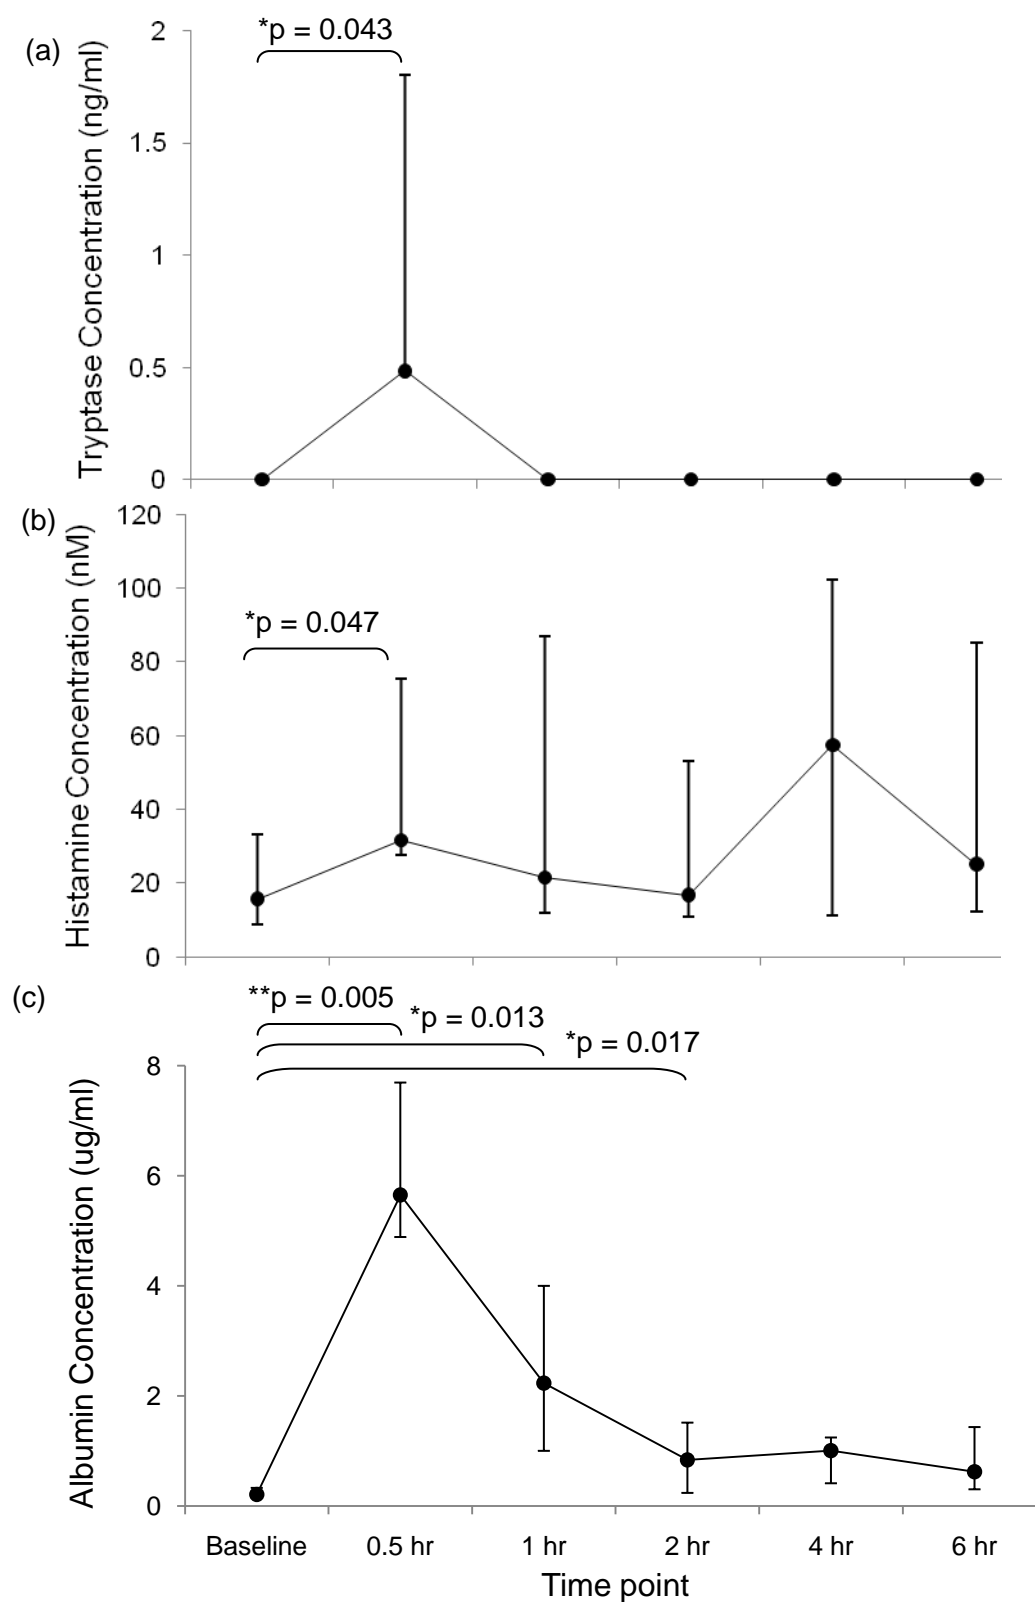 (a)
*p = 0.043
Tryptase Concentration (ng/ml)
2
1.5
1
0.5
0
(b)
*p = 0.047
Histamine Concentration (nM)
120
100
80
60
40
20
0
(c)
**p = 0.005
*p = 0.013
*p = 0.017
Albumin Concentration (ug/ml)
8
6
4
2
0
Baseline 0.5 hr 1 hr 2 hr 4 hr 6 hr
Time point